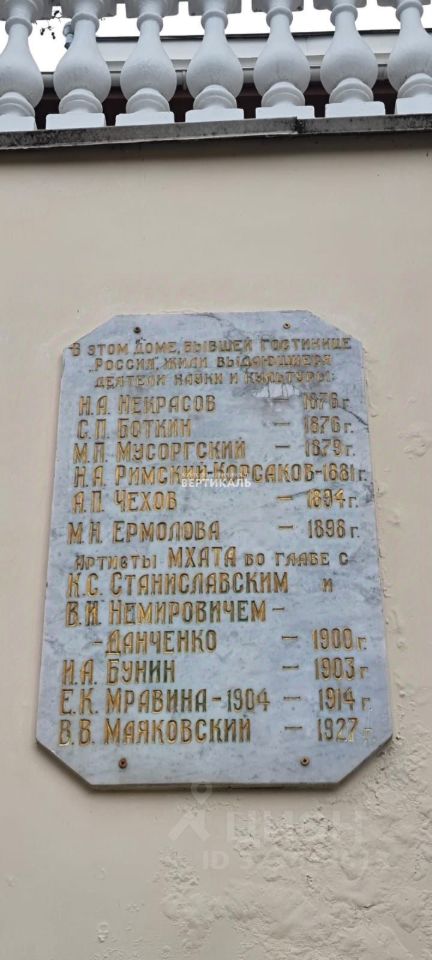 В ЭТОМ ДОМЕ, БЫВШЕЙ ГОСТИНИЦЕ
„РОССИЯ", ЖИЛИ ВЫДАЮЩИЕСЯ
ДЕЯТЕЛИ НАУКИ И КУЛЬТУРЫ:
Н.А. НЕКРАСОВ — 1876 г.
С.П. БОТКИН — 1876 г.
М.П. МУСОРГСКИЙ — 1879 г.
Н.А. РИМСКИЙ-КОРСАКОВ-1881 г.
ВЕРТИКАЛЬ
А.П. ЧЕХОВ — 1894 г.
М.Н. ЕРМОЛОВА — 1898 г.
АРТИСТЫ МХАТА ВО ГЛАВЕ С
К.С. СТАНИСЛАВСКИМ И
В.И. НЕМИРОВИЧЕМ-
-ДАНЧЕНКО — 1900 г.
И.А. БУНИН — 1903 г.
Е.К. МРАВИНА-1904 — 1914 г.
В.В. МАЯКОВСКИЙ — 1927 г.
ЦИАН